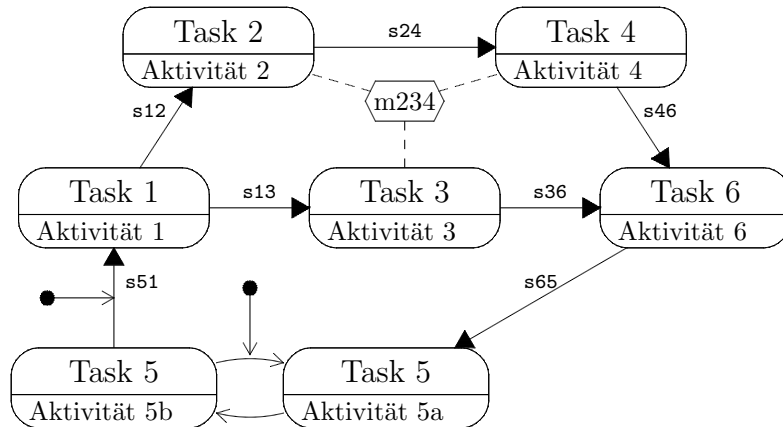 Task 2
Aktivität 2
s24
Task 4
Aktivität 4
m234
s12
s46
Task 1
Aktivität 1
s13
Task 3
Aktivität 3
s36
Task 6
Aktivität 6
s51
s65
Task 5
Aktivität 5b
Task 5
Aktivität 5a